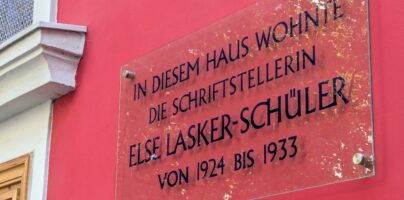 IN DIESEM HAUS WOHNTE
DIE SCHRIFTSTELLERIN
ELSE LASKER-SCHÜLER
VON 1924 BIS 1933